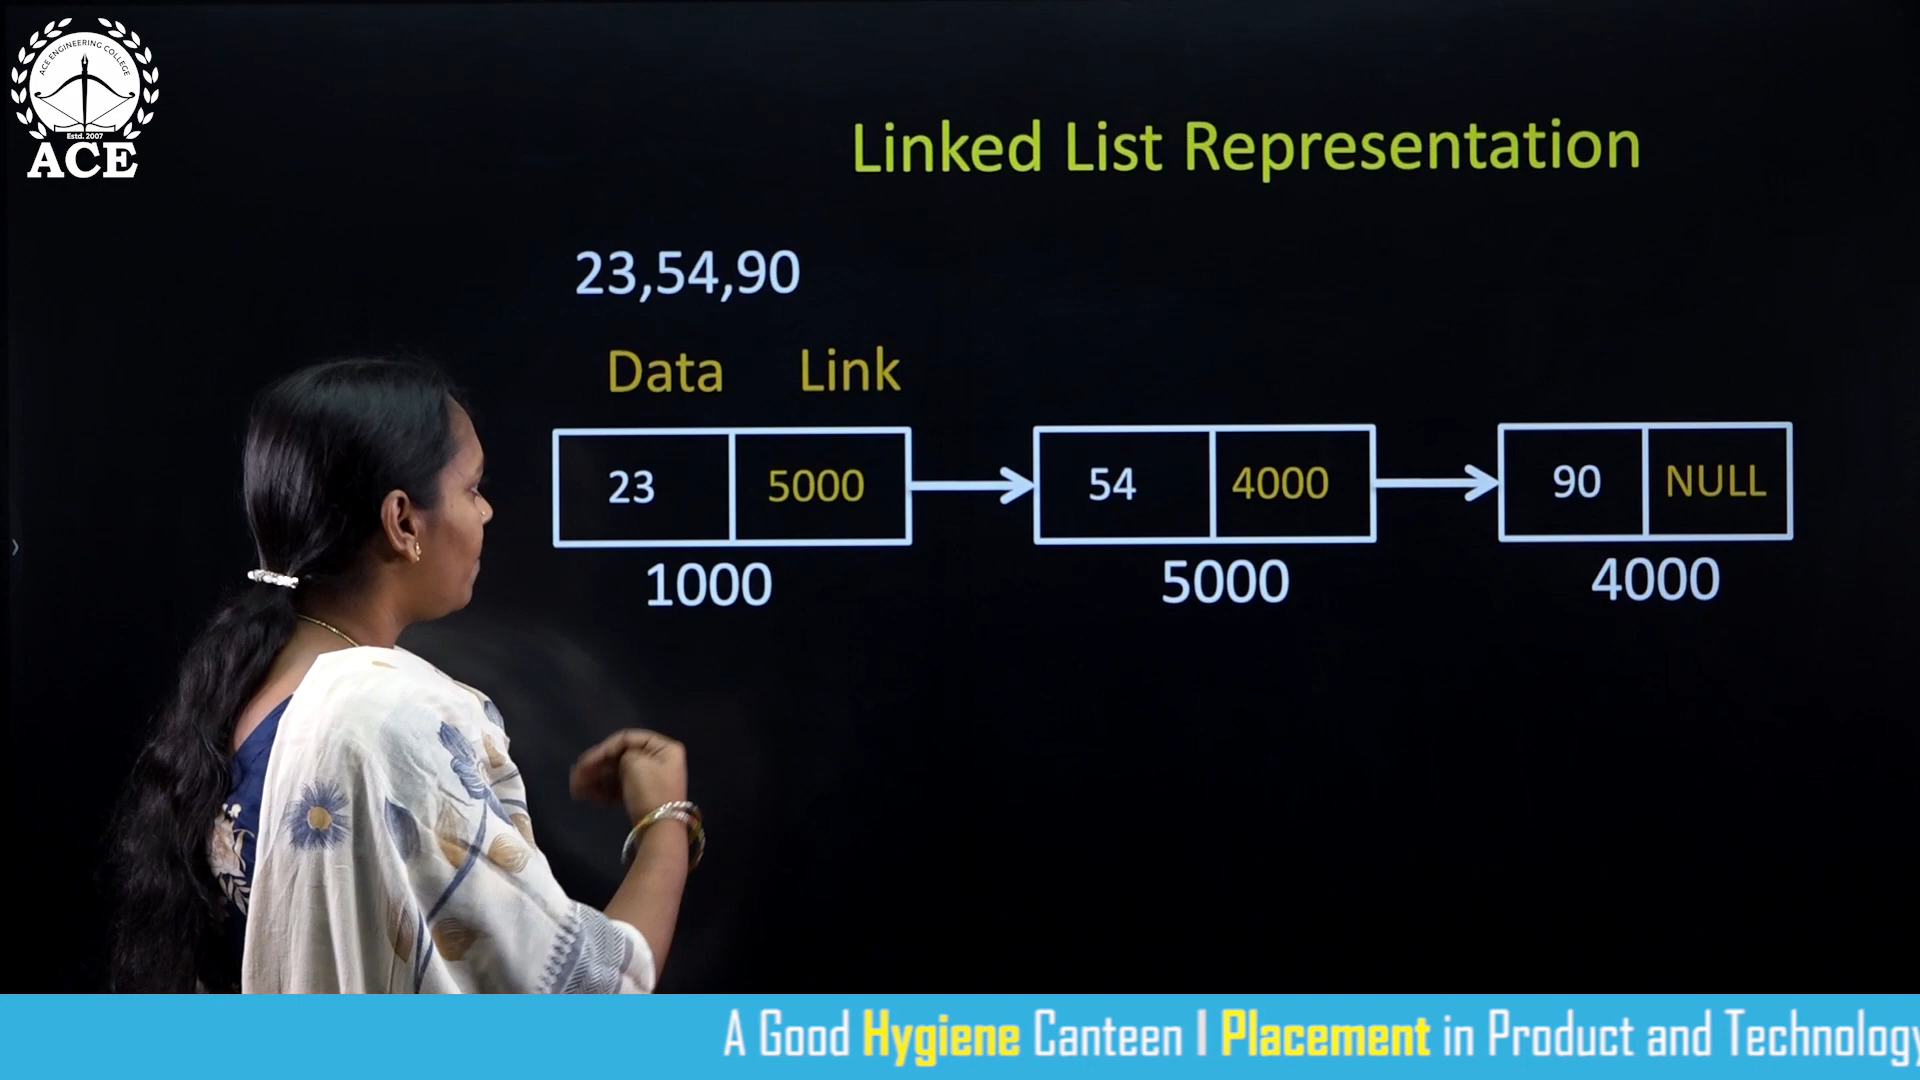 ACE ENGINEERING COLLEGE
Estd. 2007
ACE
Linked List Representation
23,54,90
Data Link
23 5000 54 4000 90 NULL
1000 5000 4000
A Good Hygiene Canteen I Placement in Product and Technology